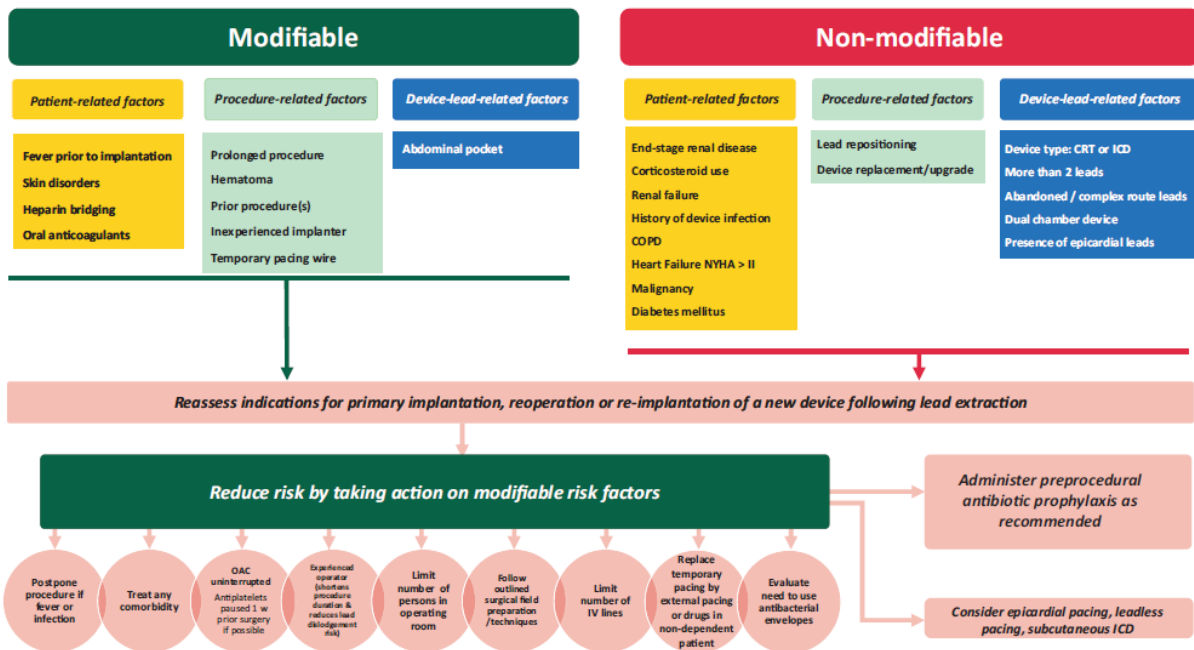 Modifiable
Non-modifiable
Patient-related factors
Procedure-related factors
Device-lead-related factors
Patient-related factors
Procedure-related factors
Device-lead-related factors
Fever prior to implantation
Skin disorders
Heparin bridging
Oral anticoagulants
Prolonged procedure
Hematoma
Prior procedure(s)
Inexperienced implanter
Temporary pacing wire
Abdominal pocket
End-stage renal disease
Corticosteroid use
Renal failure
History of device infection
COPD
Heart Failure NYHA > II
Malignancy
Diabetes mellitus
Lead repositioning
Device replacement/upgrade
Device type: CRT or ICD
More than 2 leads
Abandoned / complex route leads
Dual chamber device
Presence of epicardial leads
Reassess indications for primary implantation, reoperation or re-implantation of a new device following lead extraction
Reduce risk by taking action on modifiable risk factors
Administer preprocedural
antibiotic prophylaxis as
recommended
Postpone
procedure if
fever or
infection
Treat any
comorbidity
OAC
uninterrupted
Antiplatelets
paused 1 w
prior surgery
if possible
Experienced
operator
(shortens
procedure
duration &
reduces lead
dislodgement
risk)
Limit
number of
persons in
operating
room
Follow
outlined
surgical field
preparation
/techniques
Limit
number of
IV lines
Replace
temporary
pacing by
external pacing
or drugs in
non-dependent
patient
Evaluate
need to use
antibacterial
envelopes
Consider epicardial pacing, leadless
pacing, subcutaneous ICD